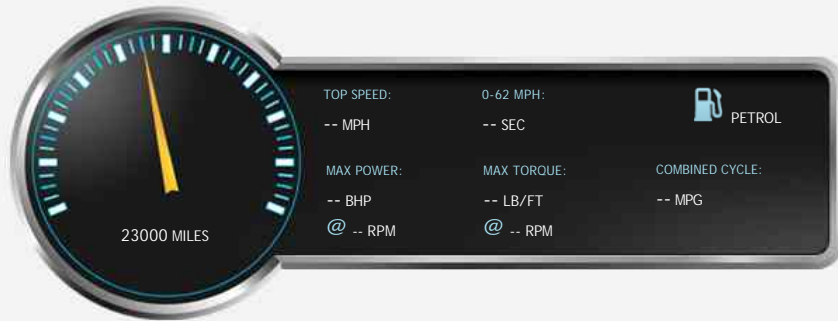 TOP SPEED:
-- MPH
0-62 MPH:
-- SEC
PETROL
MAX POWER:
-- BHP
@ -- RPM
MAX TORQUE:
-- LB/FT
@ -- RPM
COMBINED CYCLE:
-- MPG
23000 MILES